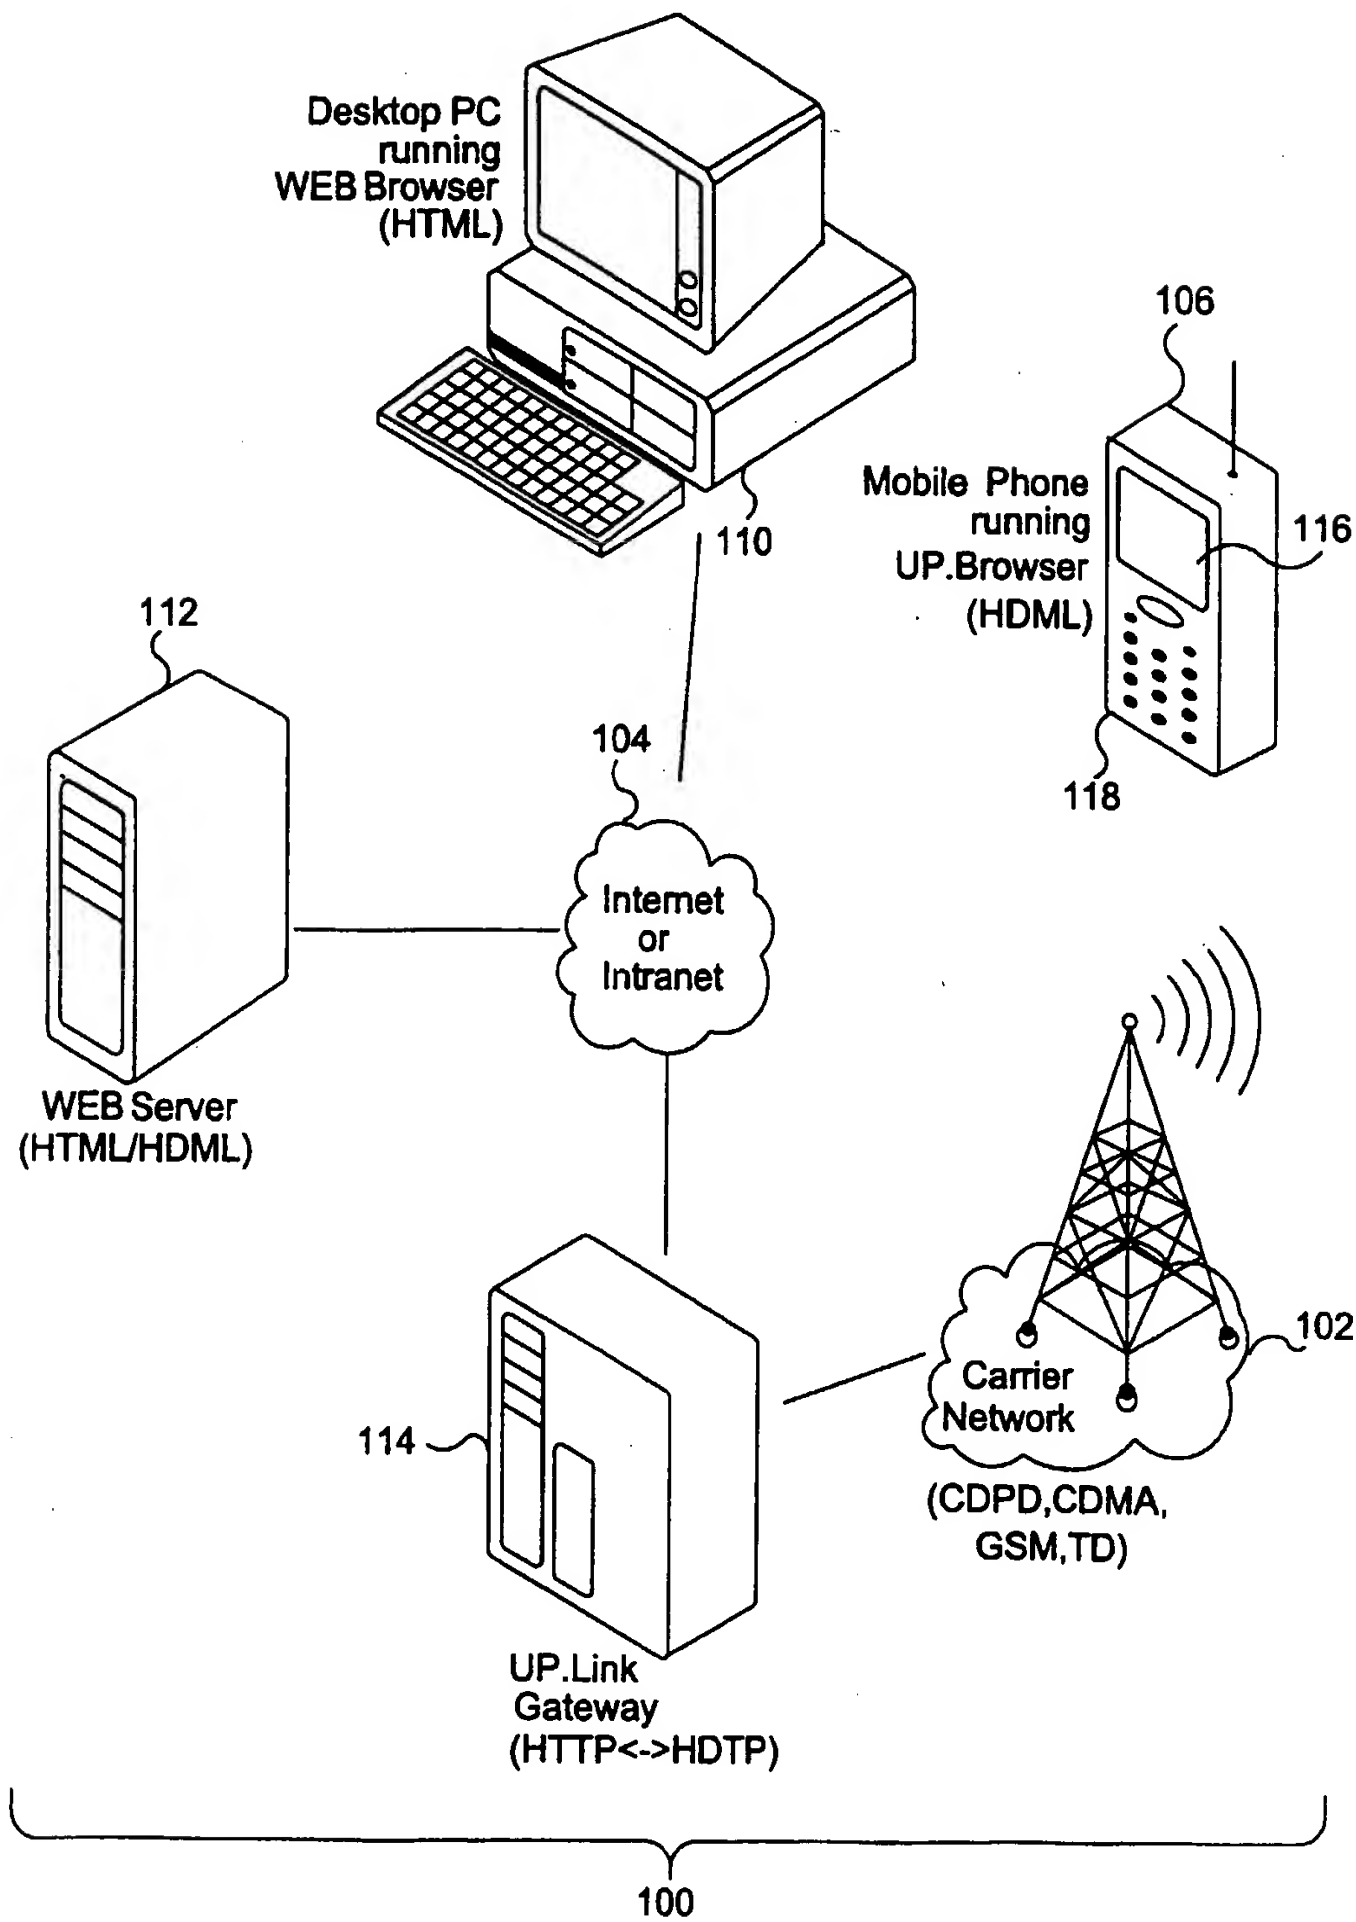 Desktop PC
running
WEB Browser
(HTML)
110
106
Mobile Phone
running
UP.Browser
(HDML)
116
118
112
WEB Server
(HTML/HDML)
104
Internet
or
Intranet
102
Carrier
Network
(CDPD,CDMA,
GSM,TD)
114
UP.Link
Gateway
(HTTP<->HDTP)
100